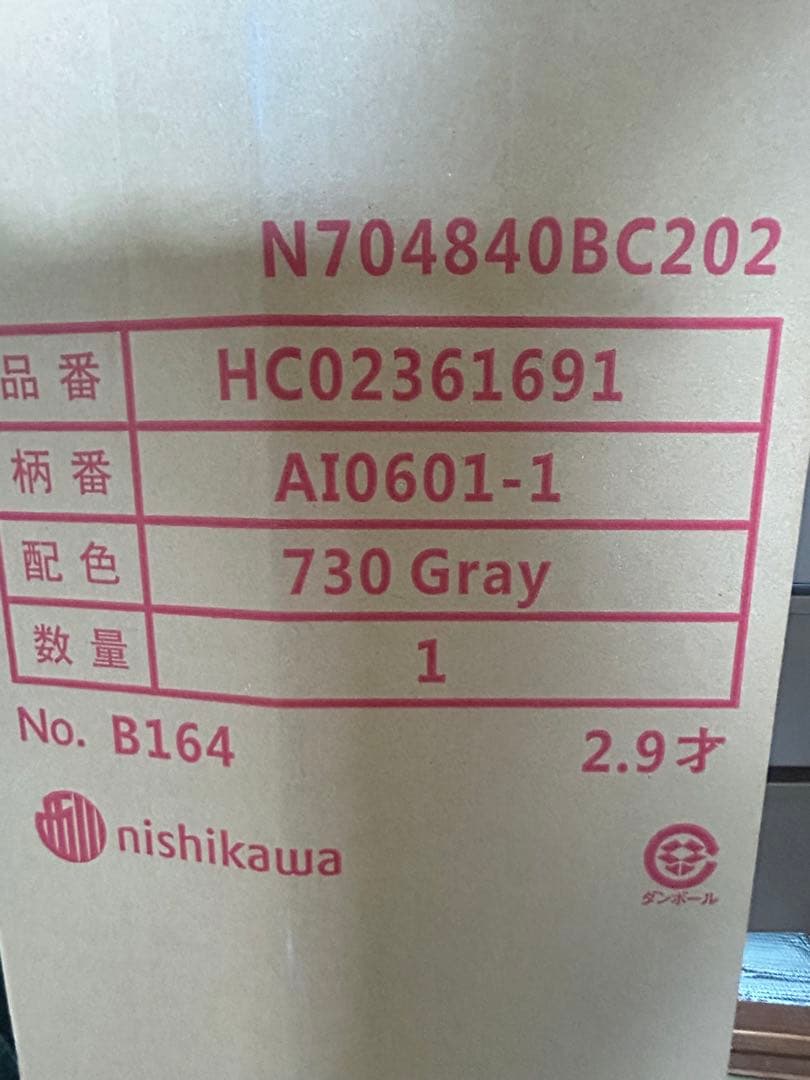 N704840BC202
品番 HC02361691
柄番 AI0601-1
配色 730 Gray
数量 1
No. B164 2.9才
nishikawa
ダンボール